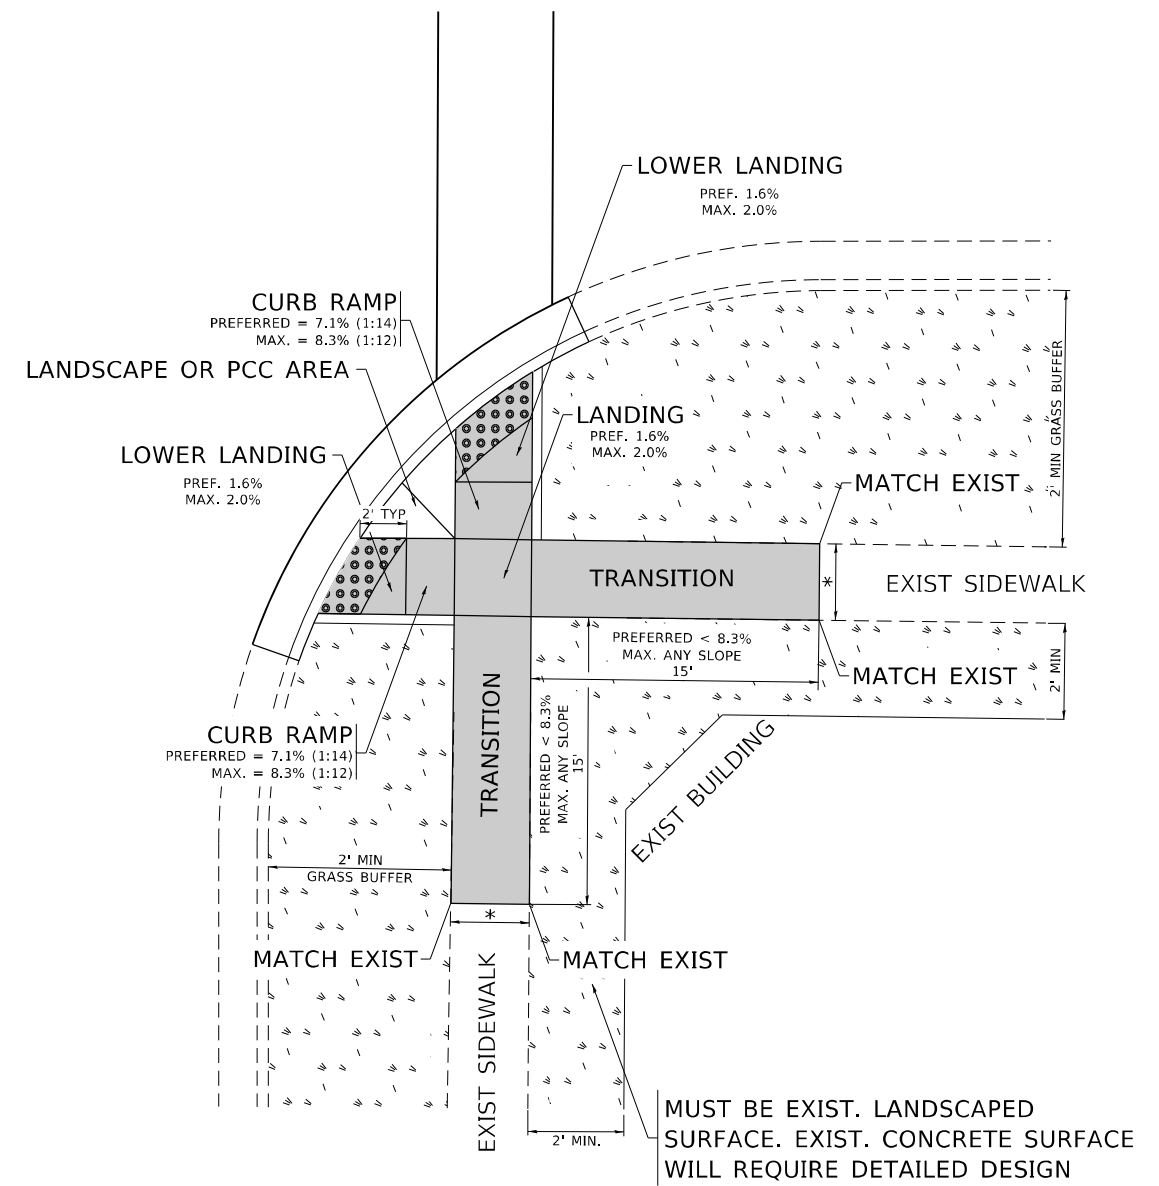 LOWER LANDING
PREF. 1.6%
MAX. 2.0%
CURB RAMP
PREFERRED = 7.1% (1:14)
MAX. = 8.3% (1:12)
LANDSCAPE OR PCC AREA
LANDING
PREF. 1.6%
MAX. 2.0%
LOWER LANDING
PREF. 1.6%
MAX. 2.0%
2' TYP
2' MIN GRASS BUFFER
MATCH EXIST
TRANSITION
*
EXIST SIDEWALK
PREFERRED < 8.3%
MAX. ANY SLOPE
15'
MATCH EXIST
2' MIN
CURB RAMP
PREFERRED = 7.1% (1:14)
MAX. = 8.3% (1:12)
TRANSITION
PREFERRED < 8.3%
MAX. ANY SLOPE
15'
EXIST BUILDING
2' MIN
GRASS BUFFER
*
MATCH EXIST
MATCH EXIST
EXIST SIDEWALK
2' MIN.
MUST BE EXIST. LANDSCAPED
SURFACE. EXIST. CONCRETE SURFACE
WILL REQUIRE DETAILED DESIGN